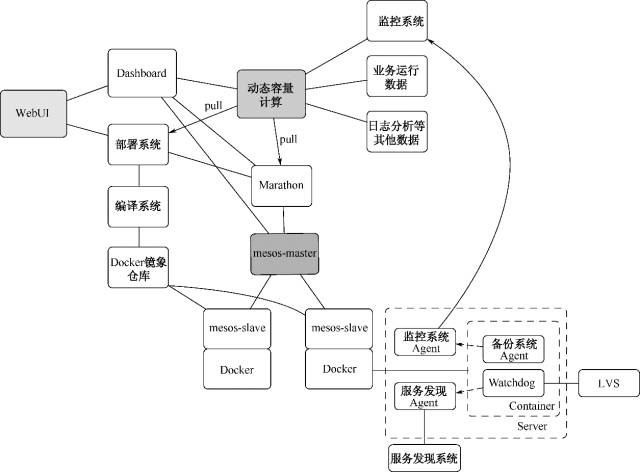 监控系统
Dashboard
动态容量
计算
业务运行
数据
WebUI
pull
部署系统
日志分析等
其他数据
pull
Marathon
编译系统
mesos-master
Docker镜象
仓库
mesos-slave
mesos-slave
监控系统
Agent
备份系统
Agent
Docker
Docker
服务发现
Agent
Watchdog
LVS
Container
Server
服务发现系统